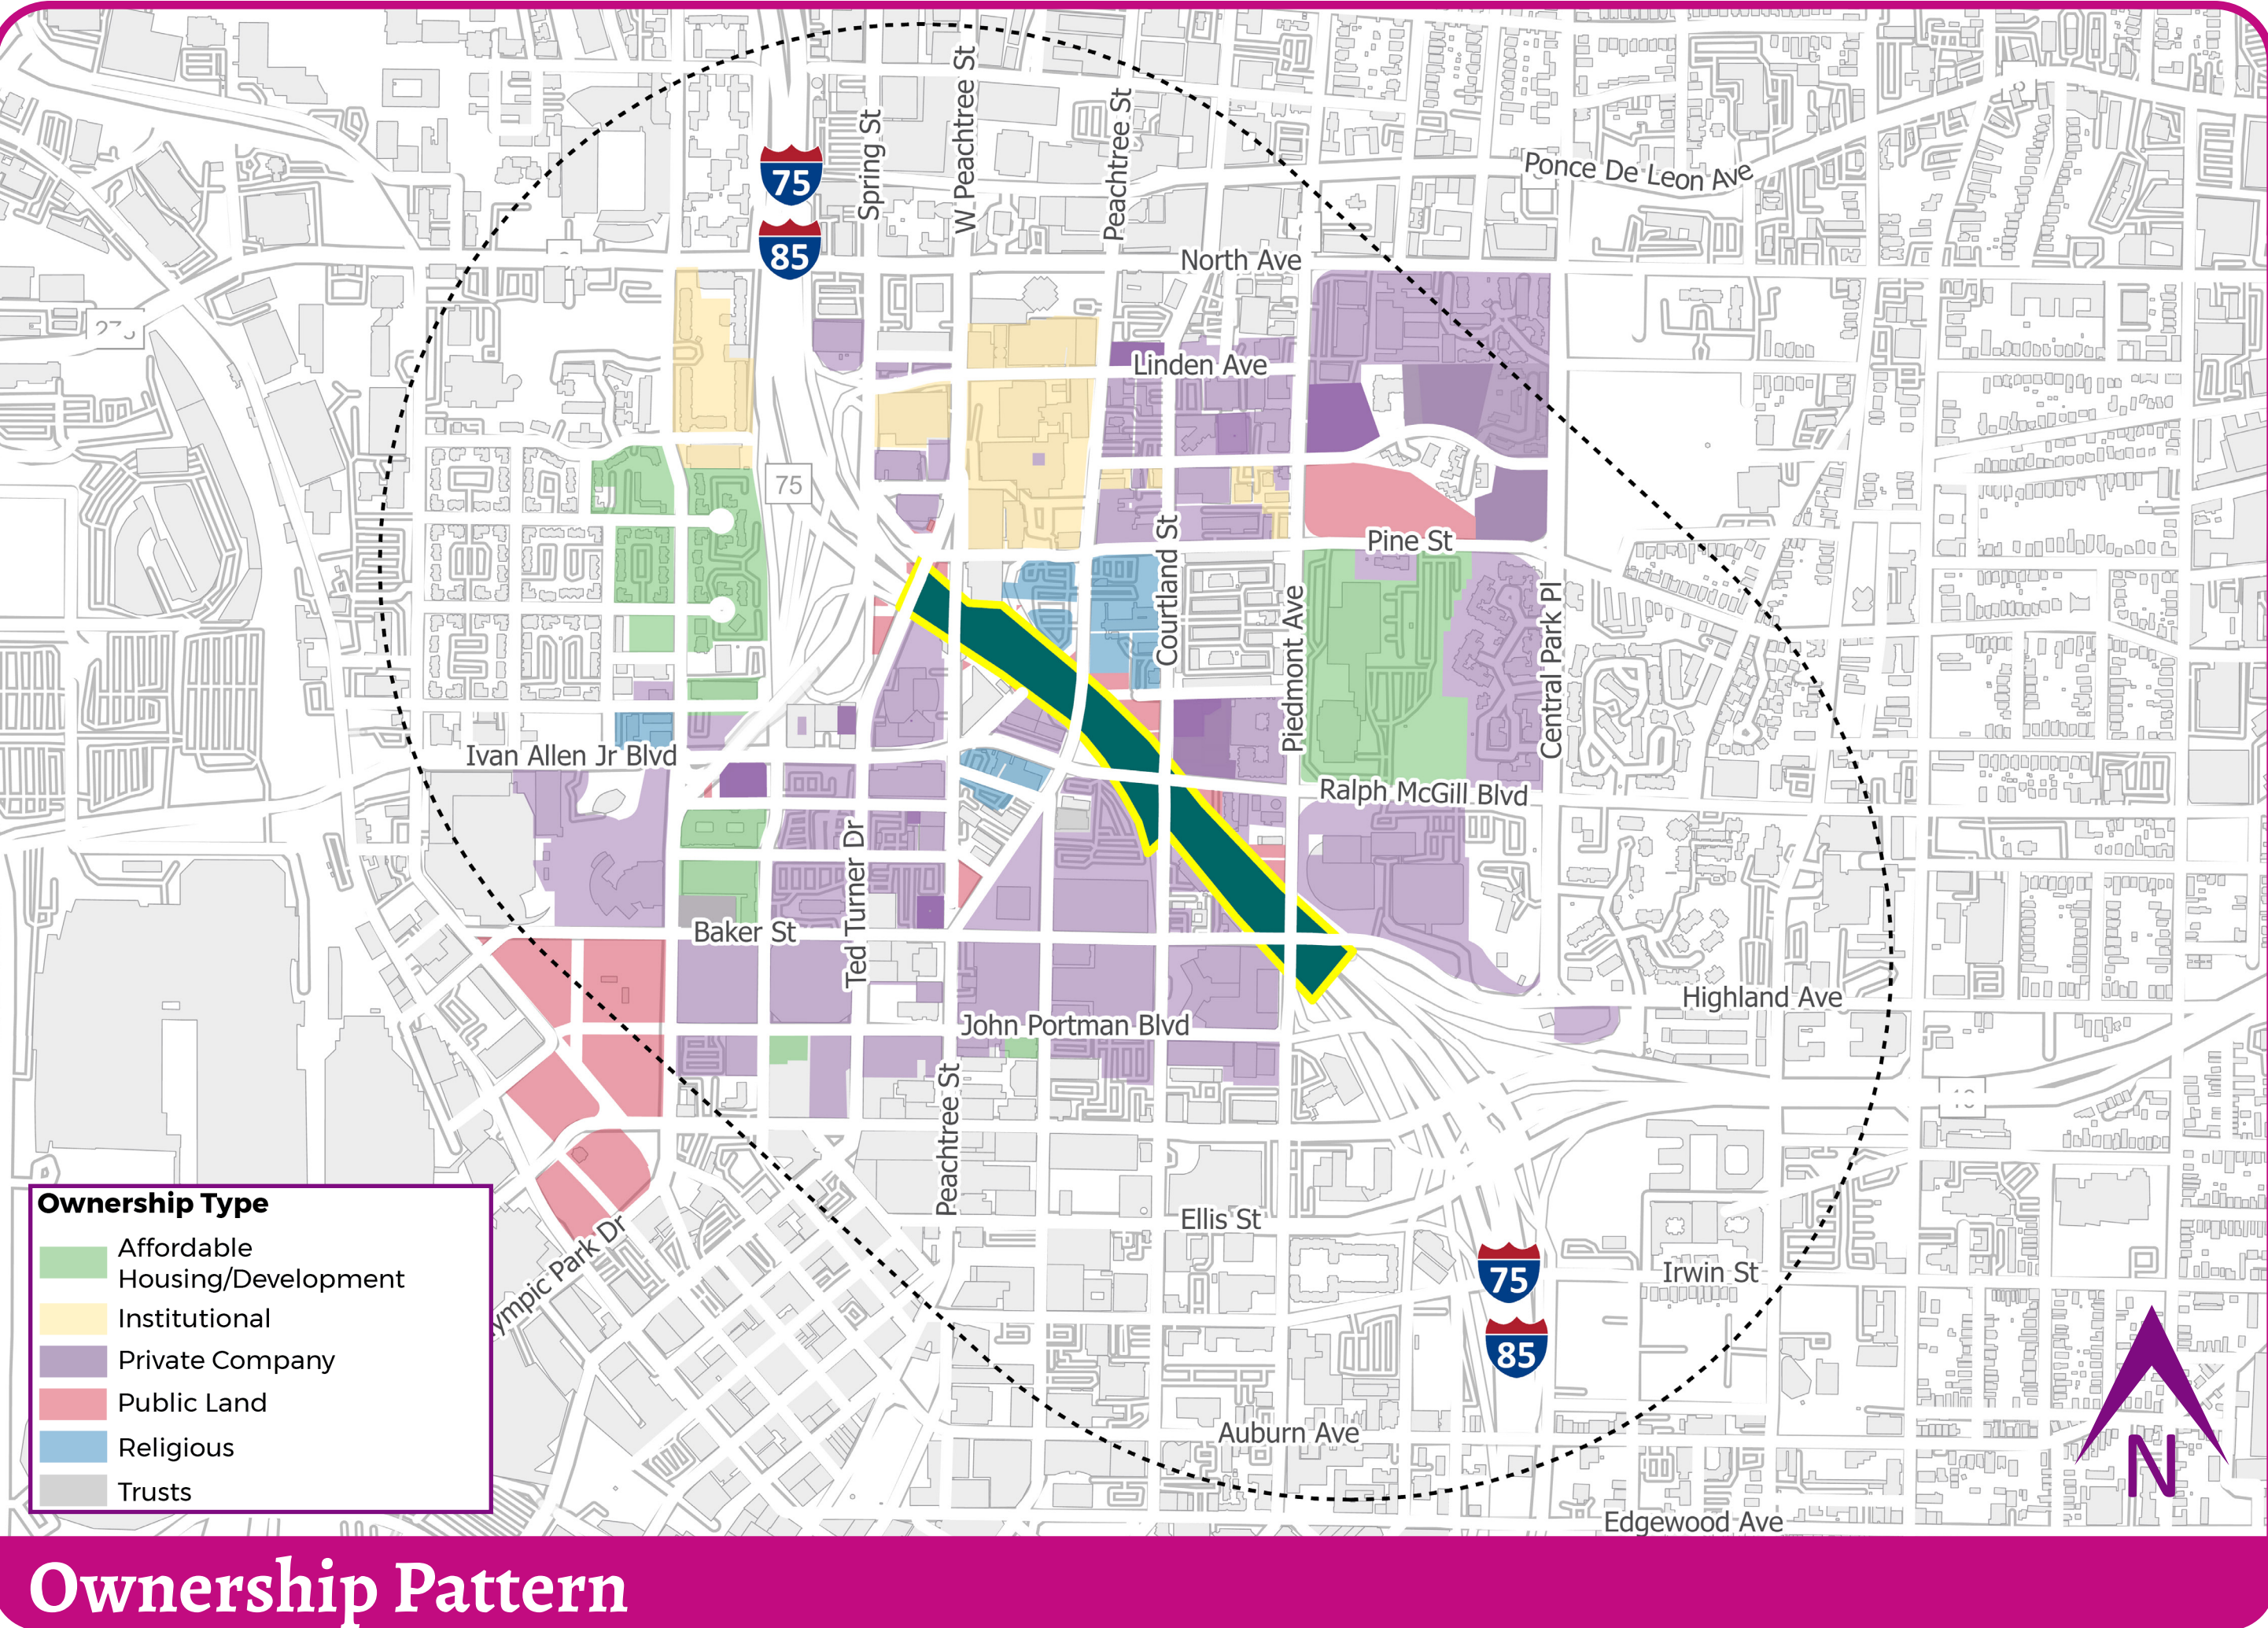 Spring St
W Peachtree St
Peachtree St
75
85
Ponce De Leon Ave
North Ave
Linden Ave
75
Courtland St
Pine St
Piedmont Ave
Central Park Pl
Ivan Allen Jr Blvd
Ralph McGill Blvd
Ted Turner Dr
Baker St
Highland Ave
John Portman Blvd
Peachtree St
Ellis St
75
85
Irwin St
ympic Park Dr
Auburn Ave
Edgewood Ave
N
Ownership Type
Affordable
Housing/Development
Institutional
Private Company
Public Land
Religious
Trusts
Ownership Pattern